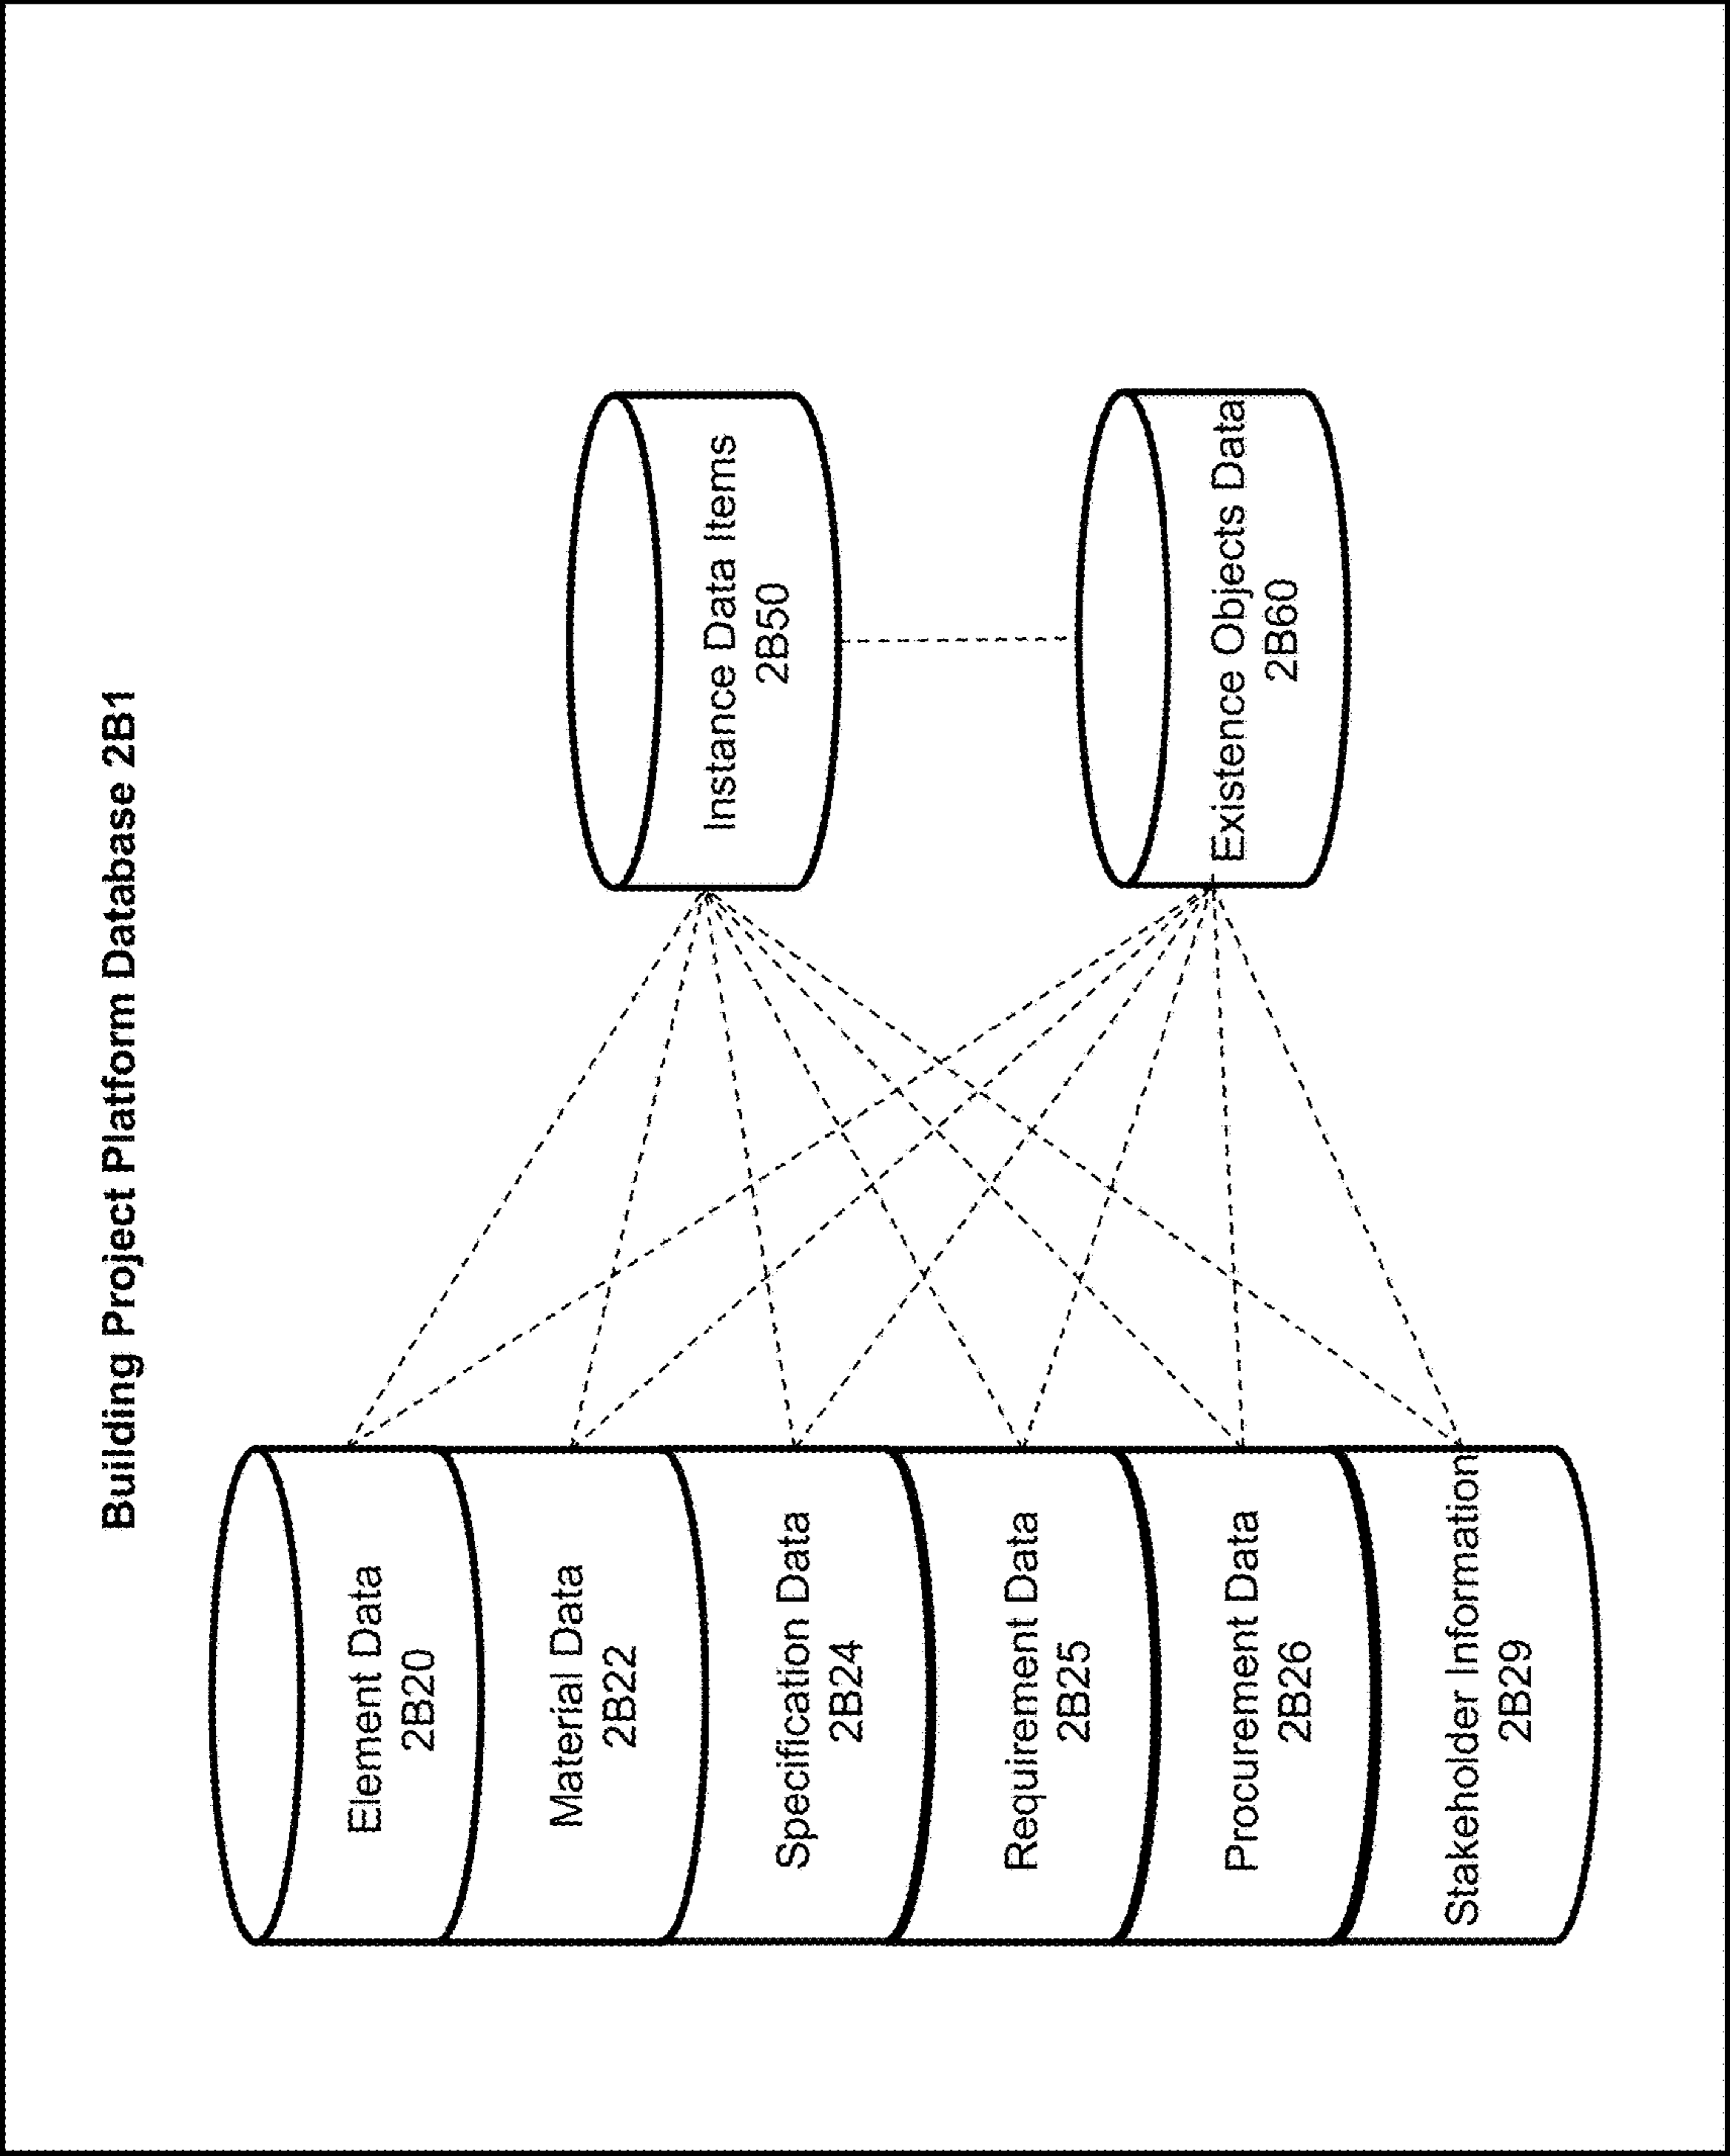 Building Project Platform Database 2B1
Element Data
2B20
Material Data
2B22
Specification Data
2B24
Requirement Data
2B25
Procurement Data
2B26
Stakeholder Information
2B29
Instance Data Items
2B50
Existence Objects Data
2B60